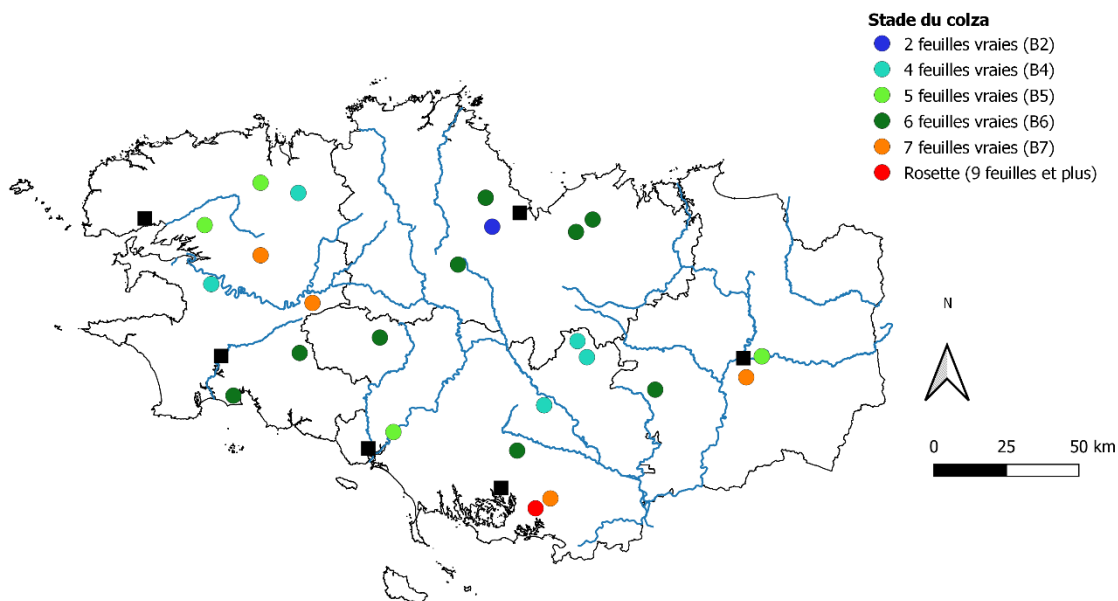 Stade du colza
2 feuilles vraies (B2)
4 feuilles vraies (B4)
5 feuilles vraies (B5)
6 feuilles vraies (B6)
7 feuilles vraies (B7)
Rosette (9 feuilles et plus)
N
0 25 50 km